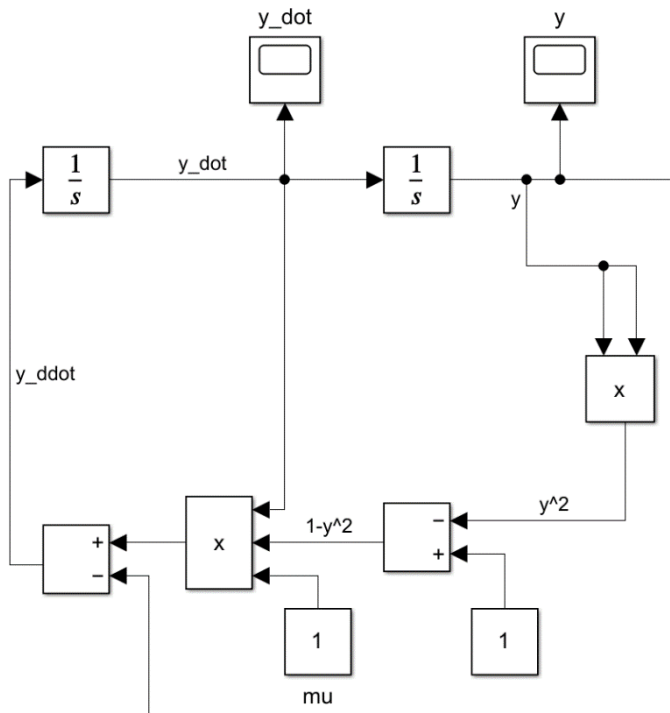 y_dot
y
1
s
y_dot
1
s
y
y_ddot
x
y^2
1-y^2
−
+
x
+
−
1
1
mu